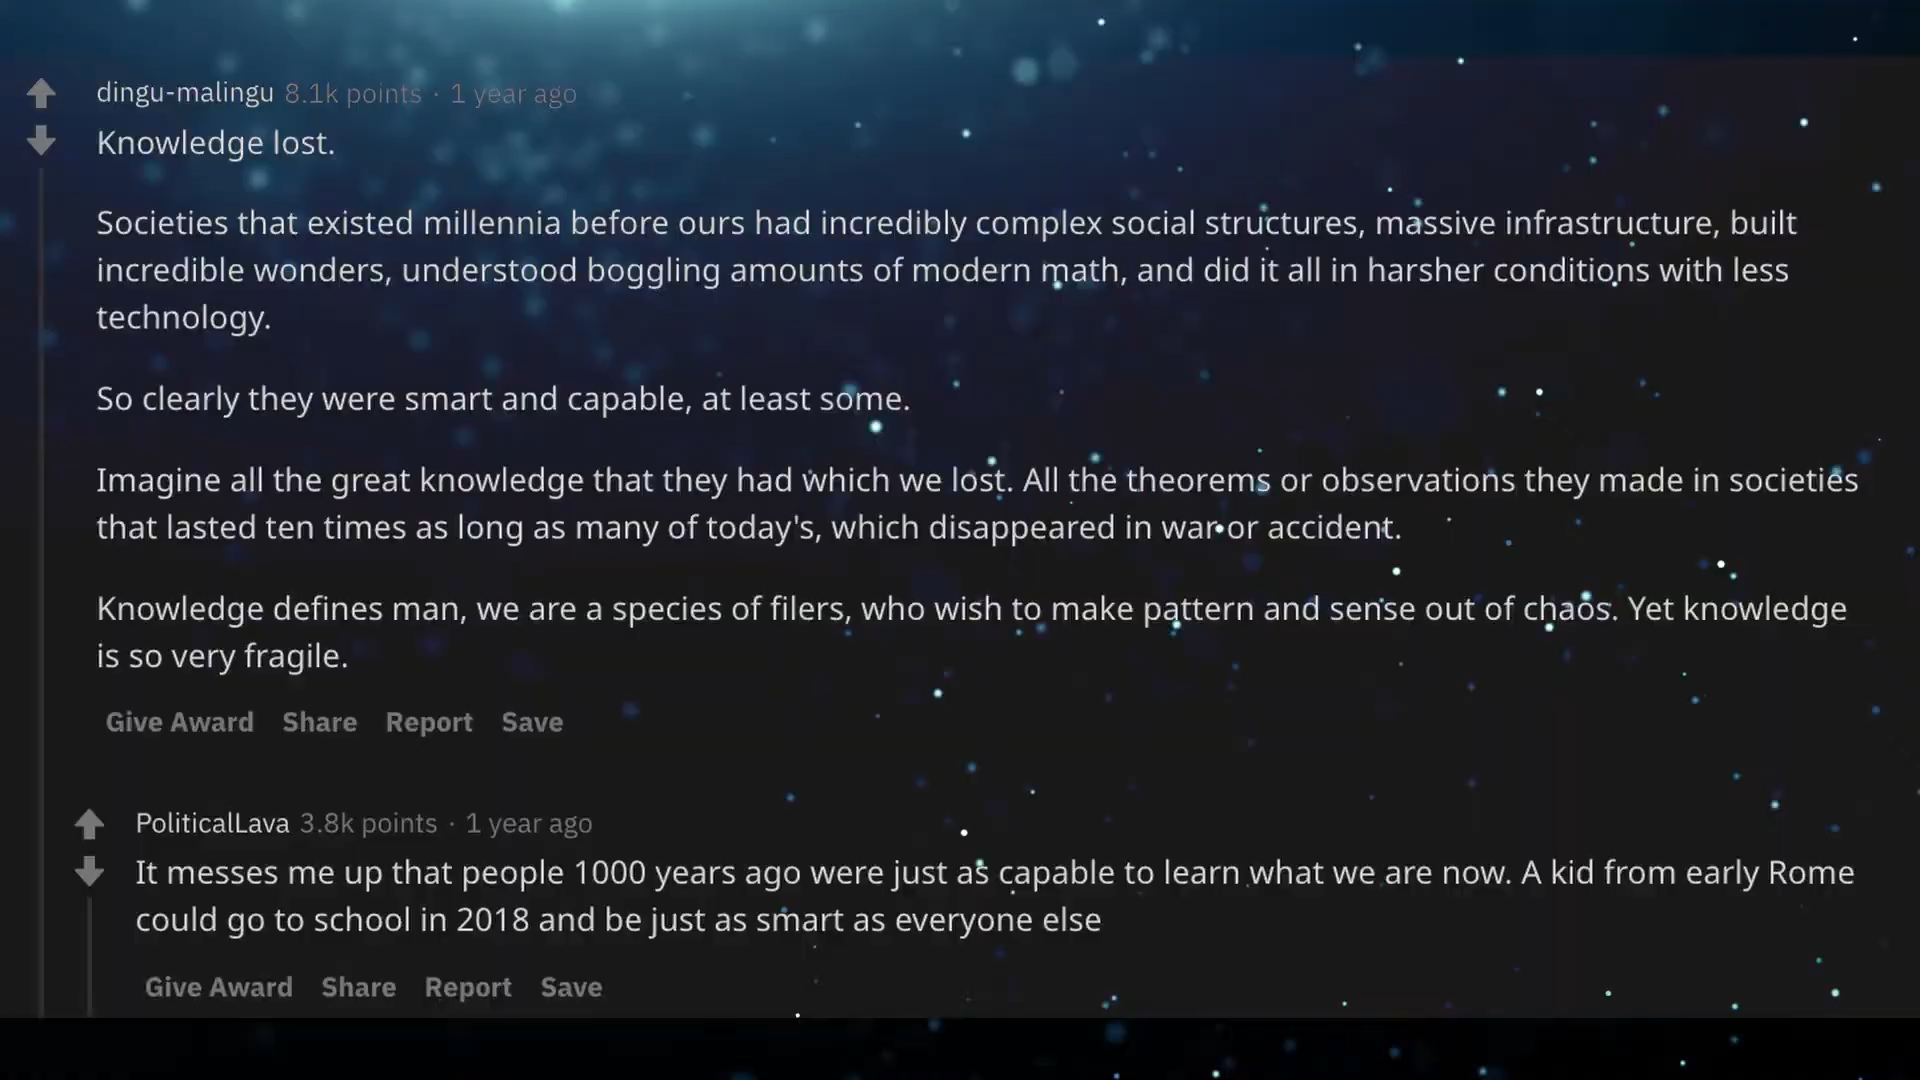 dingu-malingu 8.1k points · 1 year ago
Knowledge lost.
Societies that existed millennia before ours had incredibly complex social structures, massive infrastructure, built
incredible wonders, understood boggling amounts of modern math, and did it all in harsher conditions with less
technology.
So clearly they were smart and capable, at least some.
Imagine all the great knowledge that they had which we lost. All the theorems or observations they made in societies
that lasted ten times as long as many of today's, which disappeared in war or accident.
Knowledge defines man, we are a species of filers, who wish to make pattern and sense out of chaos. Yet knowledge
is so very fragile.
Give Award Share Report Save
PoliticalLava 3.8k points · 1 year ago
It messes me up that people 1000 years ago were just as capable to learn what we are now. A kid from early Rome
could go to school in 2018 and be just as smart as everyone else
Give Award Share Report Save